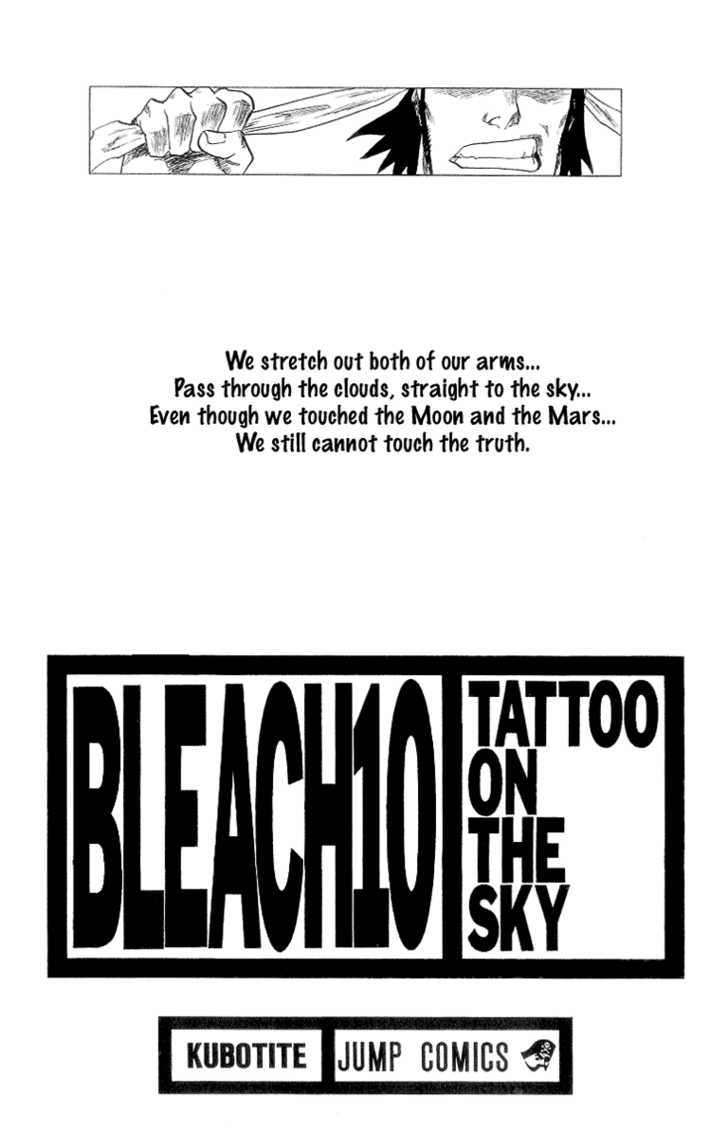 We stretch out both of our arms...
Pass through the clouds, straight to the sky...
Even though we touched the Moon and the Mars...
We still cannot touch the truth.
BLEACH10
TATTOO
ON
THE
SKY
KUBOTITE
JUMP COMICS